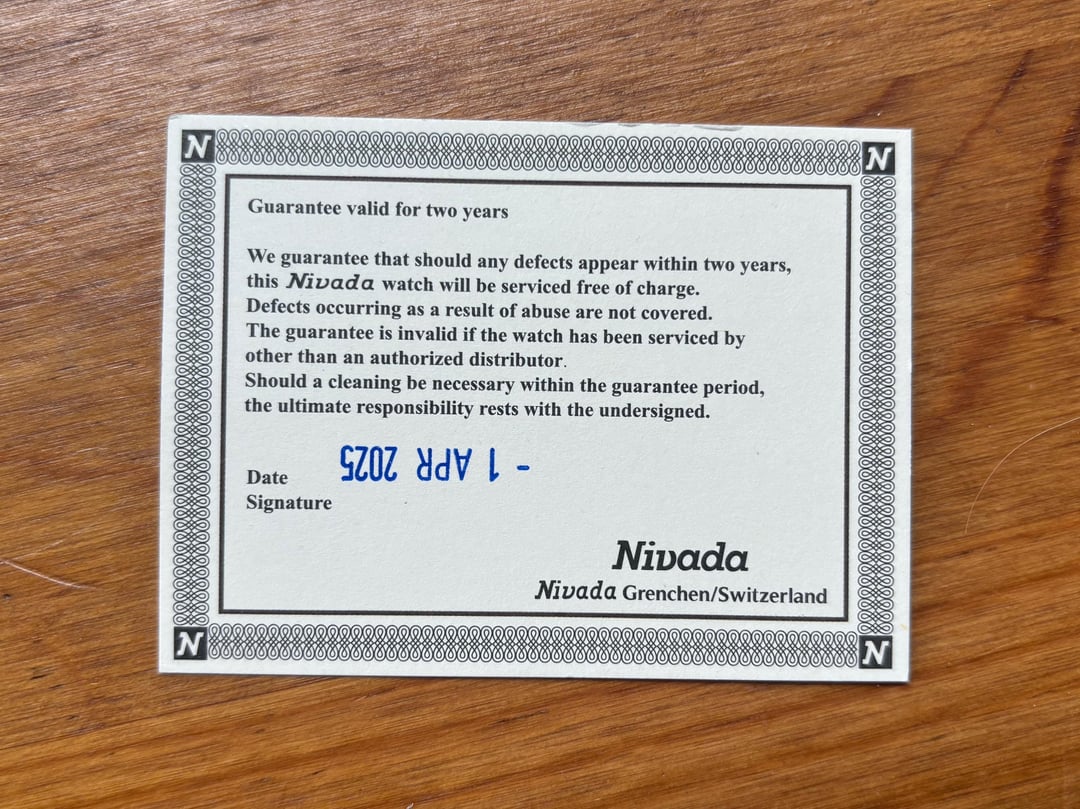 N N
Guarantee valid for two years
We guarantee that should any defects appear within two years,
this Nivada watch will be serviced free of charge.
Defects occurring as a result of abuse are not covered.
The guarantee is invalid if the watch has been serviced by
other than an authorized distributor.
Should a cleaning be necessary within the guarantee period,
the ultimate responsibility rests with the undersigned.
Date - 1 APR 2025
Signature
Nivada
Nivada Grenchen/Switzerland
N N